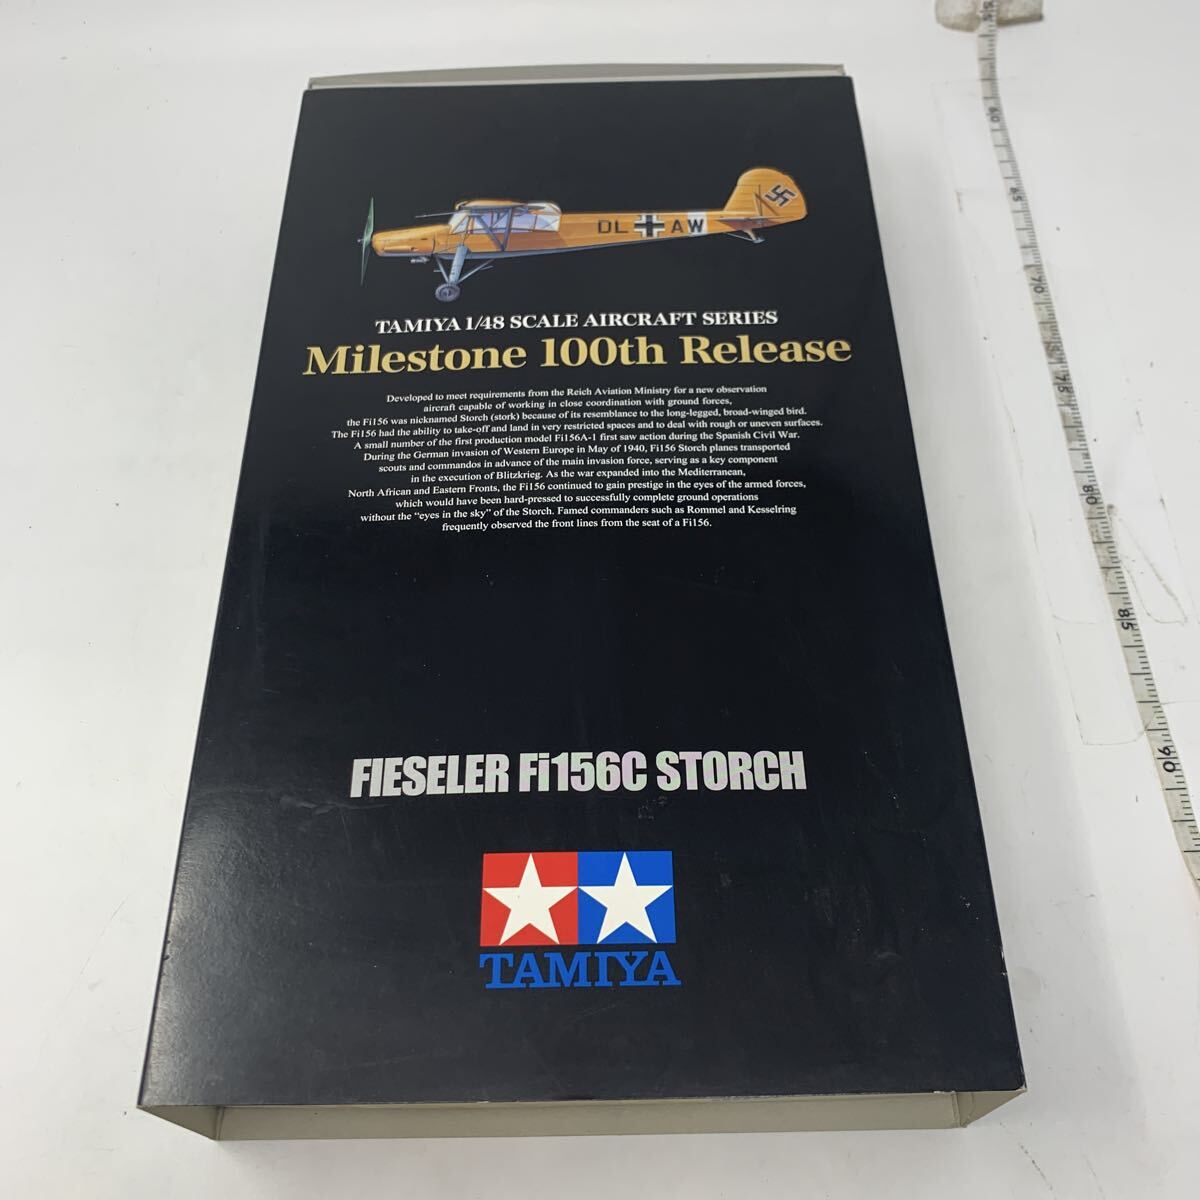 DL AW
TAMIYA 1/48 SCALE AIRCRAFT SERIES
Milestone 100th Release
Developed to meet requirements from the Reich Aviation Ministry for a new observation
aircraft capable of working in close coordination with ground forces,
the Fi156 was nicknamed Storch (stork) because of its resemblance to the long-legged, broad-winged bird.
The Fi156 had the ability to take-off and land in very restricted spaces and to deal with rough or uneven surfaces.
A small number of the first production model Fi156A-1 first saw action during the Spanish Civil War.
During the German invasion of Western Europe in May of 1940, Fi156 Storch planes transported
scouts and commandos in advance of the main invasion force, serving as a key component
in the execution of Blitzkrieg. As the war expanded into the Mediterranean,
North African and Eastern Fronts, the Fi156 continued to gain prestige in the eyes of the armed forces,
which would have been hard-pressed to successfully complete ground operations
without the “eyes in the sky” of the Storch. Famed commanders such as Rommel and Kesselring
frequently observed the front lines from the seat of a Fi156.
FIESELER Fi156C STORCH
TAMIYA
55
60
65
70
75
80
85
90